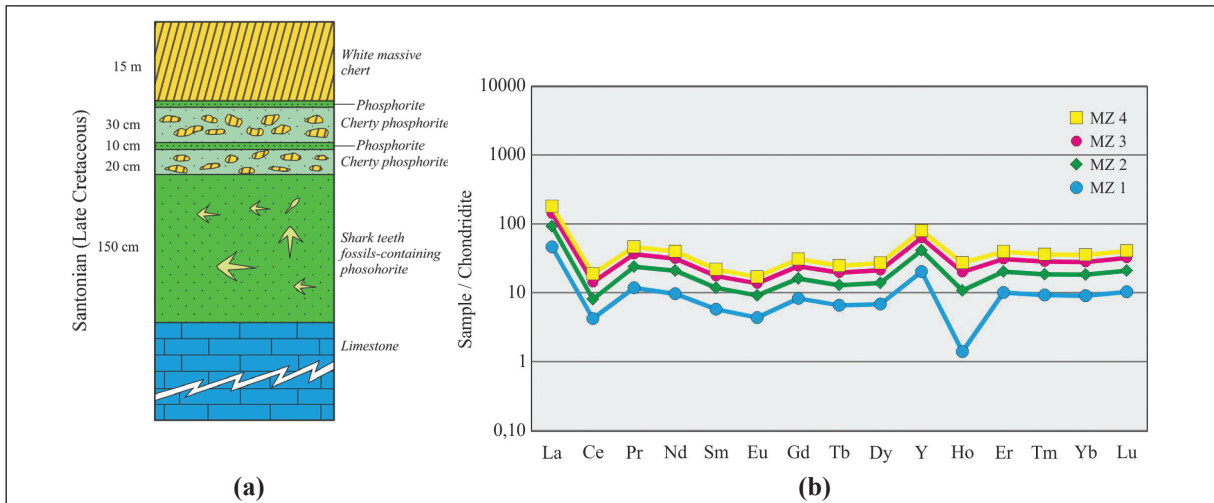 Santonian (Late Cretaceous)
15 m
30 cm
10 cm
20 cm
150 cm
White massive
chert
Phosphorite
Cherty phosphorite
Phosphorite
Cherty phosphorite
Shark teeth
fossils-containing
phosohorite
Limestone
(a)
Sample / Chondridite
10000
1000
100
10
1
0,10
MZ 4
MZ 3
MZ 2
MZ 1
La Ce Pr Nd Sm Eu Gd Tb Dy Y Ho Er Tm Yb Lu
(b)